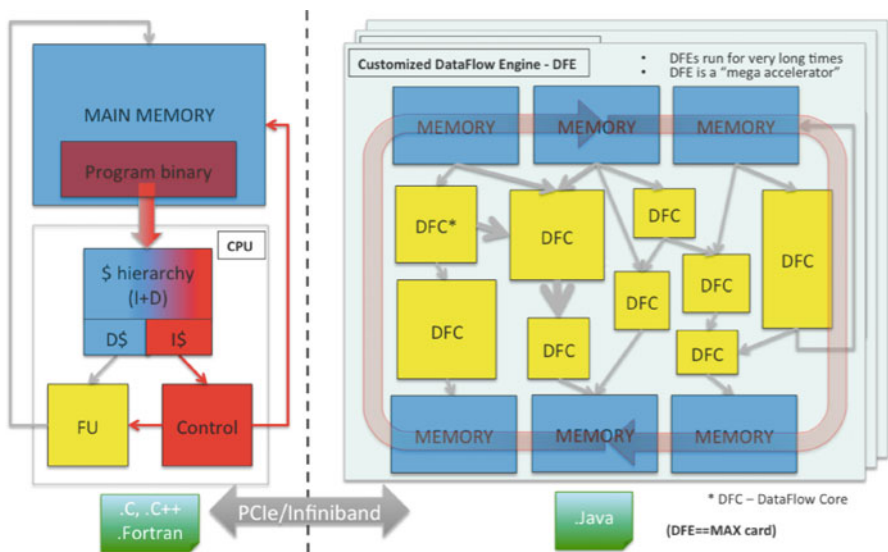 MAIN MEMORY
Program binary
CPU
$ hierarchy
(I+D)
D$
I$
FU
Control
.C, .C++
.Fortran
PCIe/Infiniband
Customized DataFlow Engine - DFE
• DFEs run for very long times
• DFE is a “mega accelerator”
MEMORY
MEMORY
MEMORY
DFC*
DFC
DFC
DFC
DFC
DFC
DFC
DFC
DFC
DFC
MEMORY
MEMORY
MEMORY
* DFC – DataFlow Core
.Java
(DFE==MAX card)